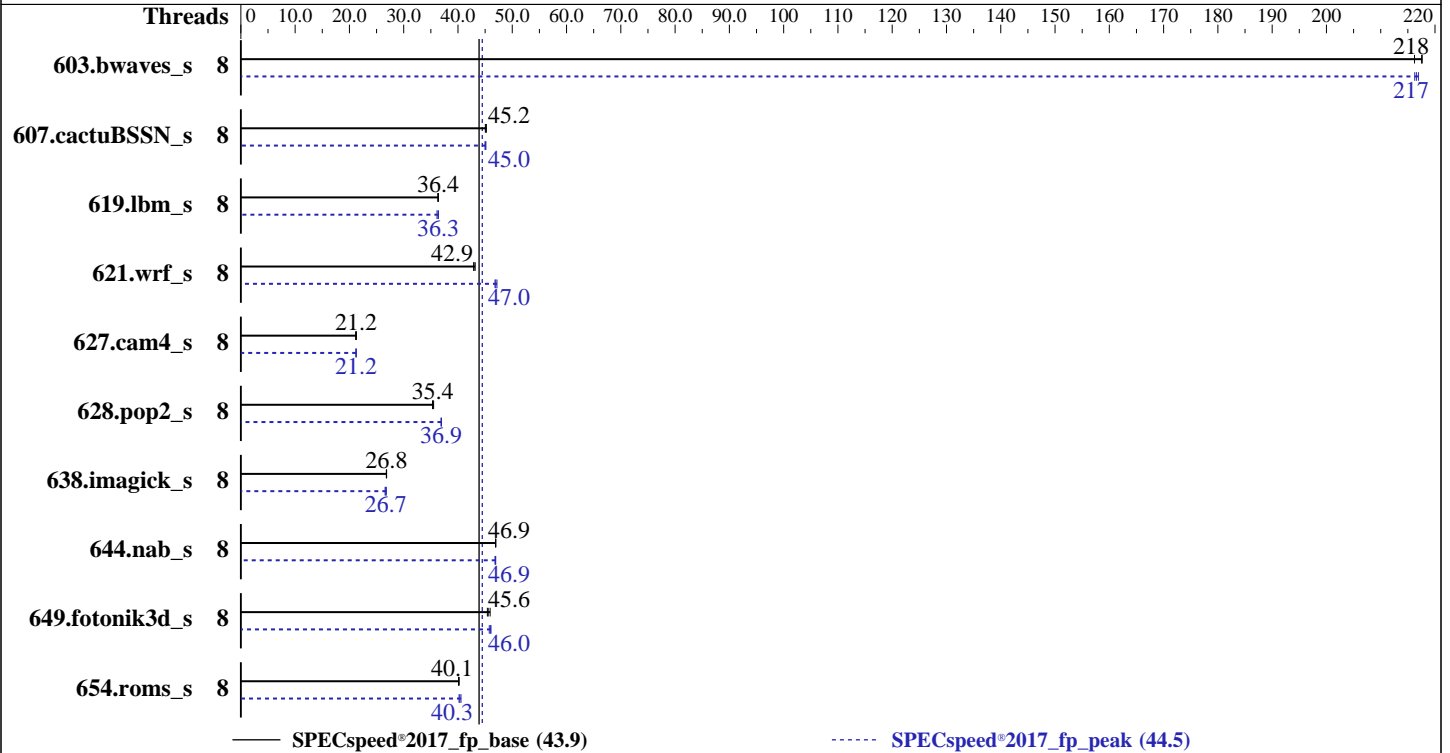 Threads 0 10.0 20.0 30.0 40.0 50.0 60.0 70.0 80.0 90.0 100 110 120 130 140 150 160 170 180 190 200 220
218
603.bwaves_s 8
217
45.2
607.cactuBSSN_s 8
45.0
36.4
619.lbm_s 8
36.3
42.9
621.wrf_s 8
47.0
21.2
627.cam4_s 8
21.2
35.4
628.pop2_s 8
36.9
26.8
638.imagick_s 8
26.7
46.9
644.nab_s 8
46.9
45.6
649.fotonik3d_s 8
46.0
40.1
654.roms_s 8
40.3
SPECspeed®2017_fp_base (43.9) SPECspeed®2017_fp_peak (44.5)